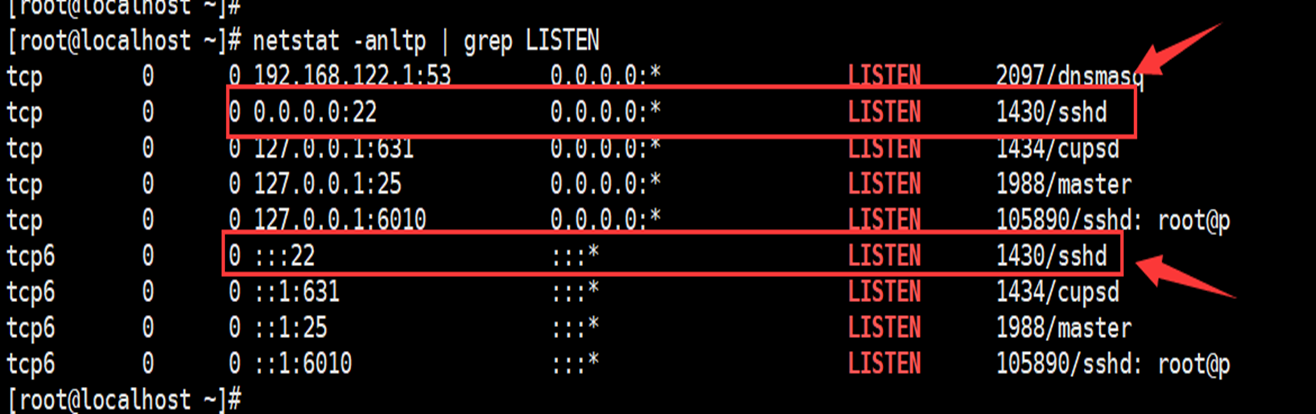 [root@localhost ~]#
[root@localhost ~]# netstat -anltp | grep LISTEN
tcp 0 0 192.168.122.1:53 0.0.0.0:* LISTEN 2097/dnsmasq
tcp 0 0 0.0.0.0:22 0.0.0.0:* LISTEN 1430/sshd
tcp 0 0 127.0.0.1:631 0.0.0.0:* LISTEN 1434/cupsd
tcp 0 0 127.0.0.1:25 0.0.0.0:* LISTEN 1988/master
tcp 0 0 127.0.0.1:6010 0.0.0.0:* LISTEN 105890/sshd: root@p
tcp6 0 0 :::22 :::* LISTEN 1430/sshd
tcp6 0 0 ::1:631 :::* LISTEN 1434/cupsd
tcp6 0 0 ::1:25 :::* LISTEN 1988/master
tcp6 0 0 ::1:6010 :::* LISTEN 105890/sshd: root@p
[root@localhost ~]#